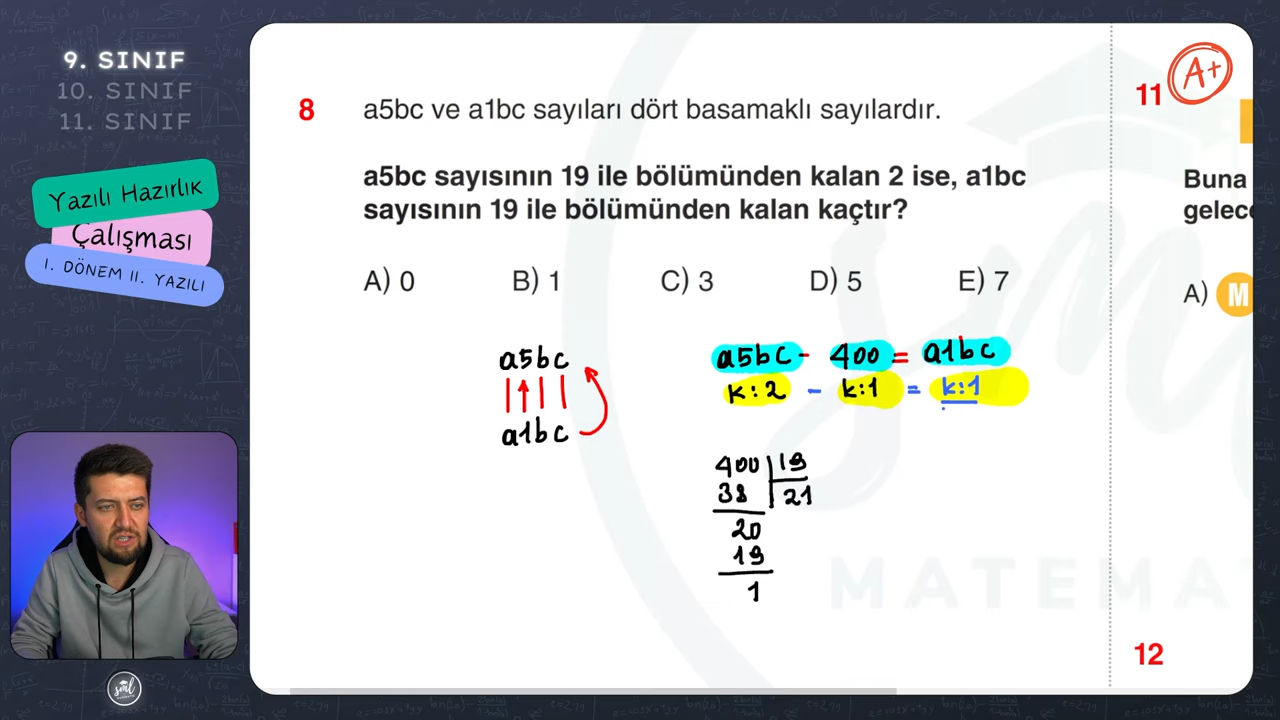 9. SINIF
10. SINIF
11. SINIF
Yazılı Hazırlık
Çalışması
I. DÖNEM II. YAZILI
sml
8 a5bc ve a1bc sayıları dört basamaklı sayılardır.
a5bc sayısının 19 ile bölümünden kalan 2 ise, a1bc
sayısının 19 ile bölümünden kalan kaçtır?
A) 0 B) 1 C) 3 D) 5 E) 7
a5bc
a1bc
a5bc - 400 = a1bc
k:2 - k:1 = k:1
400 19
38 21
20
19
1
MATEMA
A+
11
Buna
gelec
A) M
12